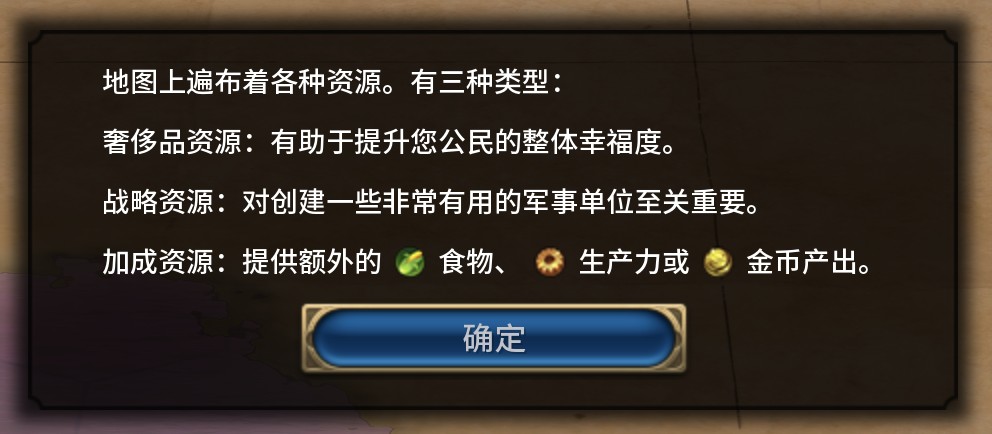 地图上遍布着各种资源。有三种类型：
奢侈品资源：有助于提升您公民的整体幸福度。
战略资源：对创建一些非常有用的军事单位至关重要。
加成资源：提供额外的 食物、 生产力或 金币产出。
确定